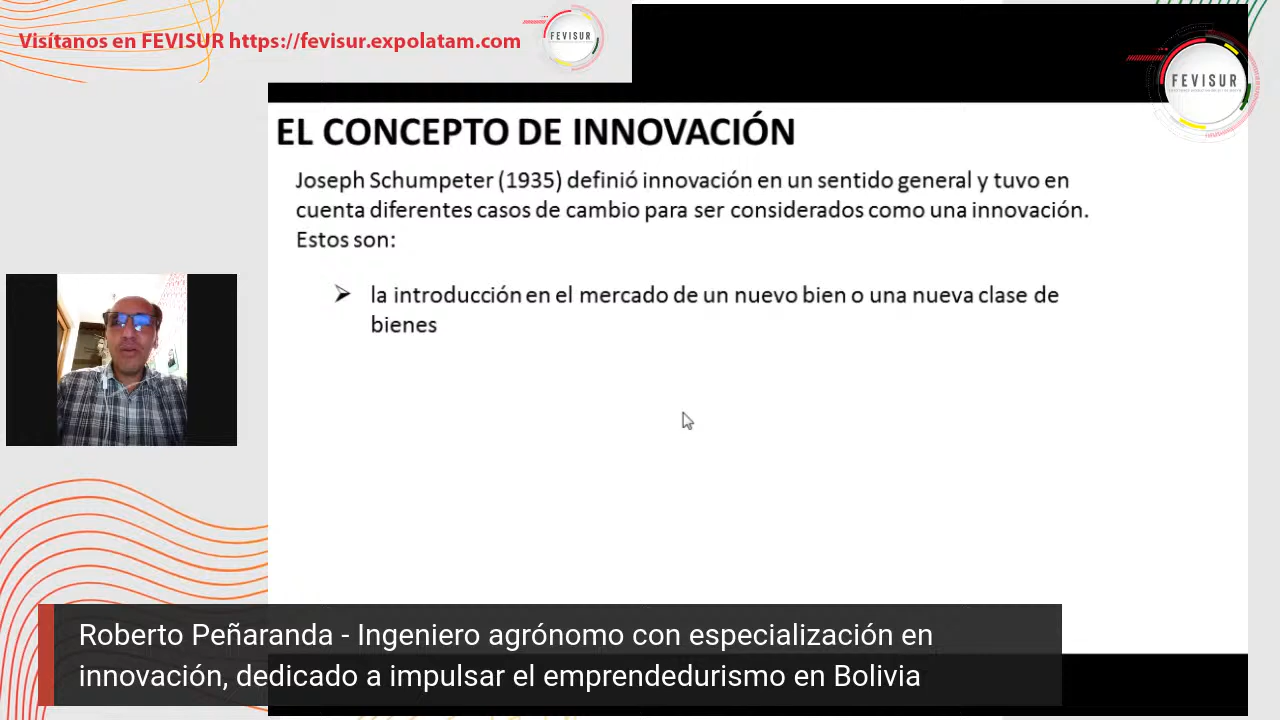 Visítanos en FEVISUR https://fevisur.expolatam.com
FEVISUR
FEVISUR
EL CONCEPTO DE INNOVACIÓN
Joseph Schumpeter (1935) definió innovación en un sentido general y tuvo en
cuenta diferentes casos de cambio para ser considerados como una innovación.
Estos son:
➢ la introducción en el mercado de un nuevo bien o una nueva clase de
bienes
Roberto Peñaranda - Ingeniero agrónomo con especialización en
innovación, dedicado a impulsar el emprendedurismo en Bolivia